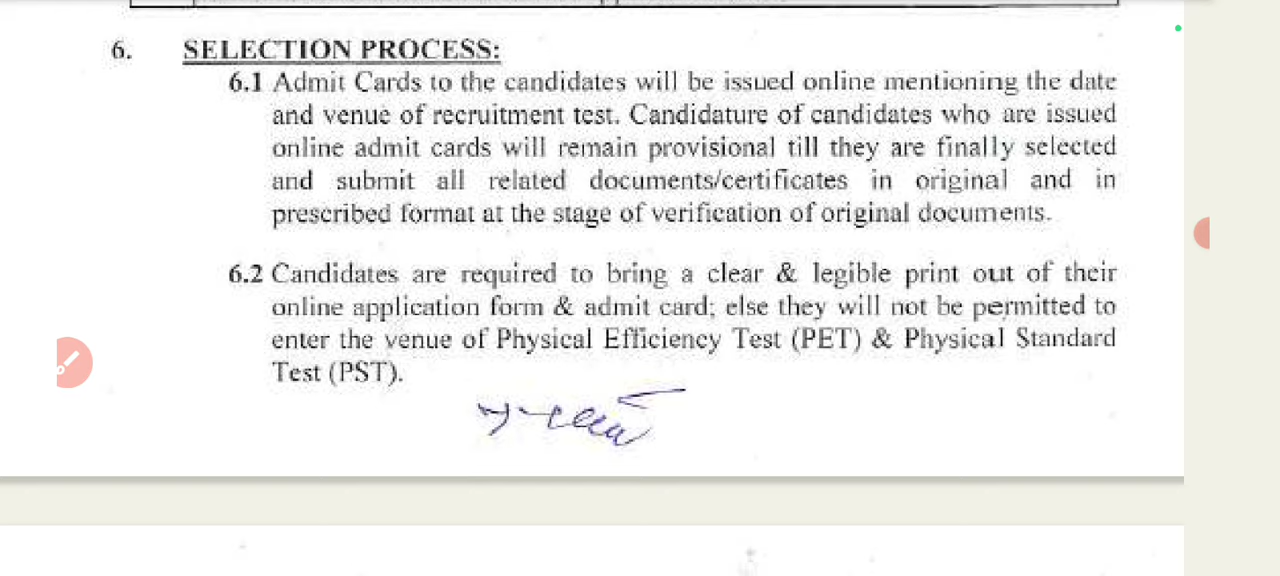 6. SELECTION PROCESS:
6.1 Admit Cards to the candidates will be issued online mentioning the date
and venue of recruitment test. Candidature of candidates who are issued
online admit cards will remain provisional till they are finally selected
and submit all related documents/certificates in original and in
prescribed format at the stage of verification of original documents.
6.2 Candidates are required to bring a clear & legible print out of their
online application form & admit card; else they will not be permitted to
enter the venue of Physical Efficiency Test (PET) & Physical Standard
Test (PST).